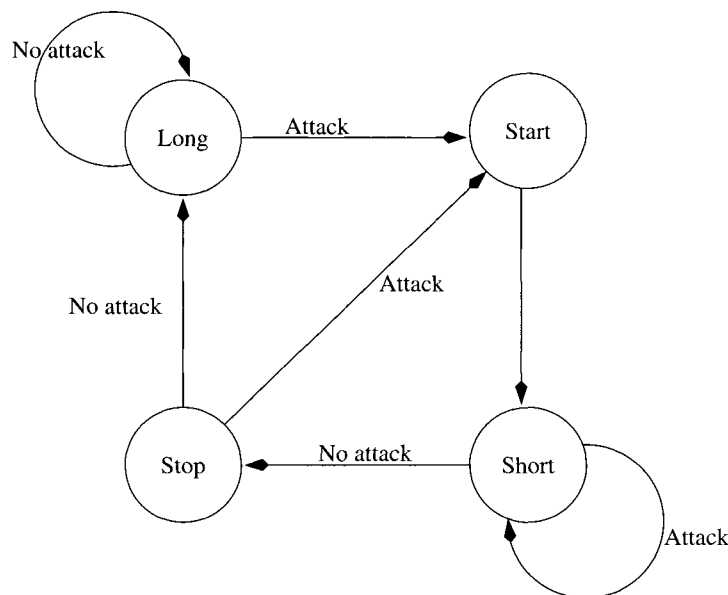 No attack
Long
Attack
Start
Attack
No attack
Stop
No attack
Short
Attack